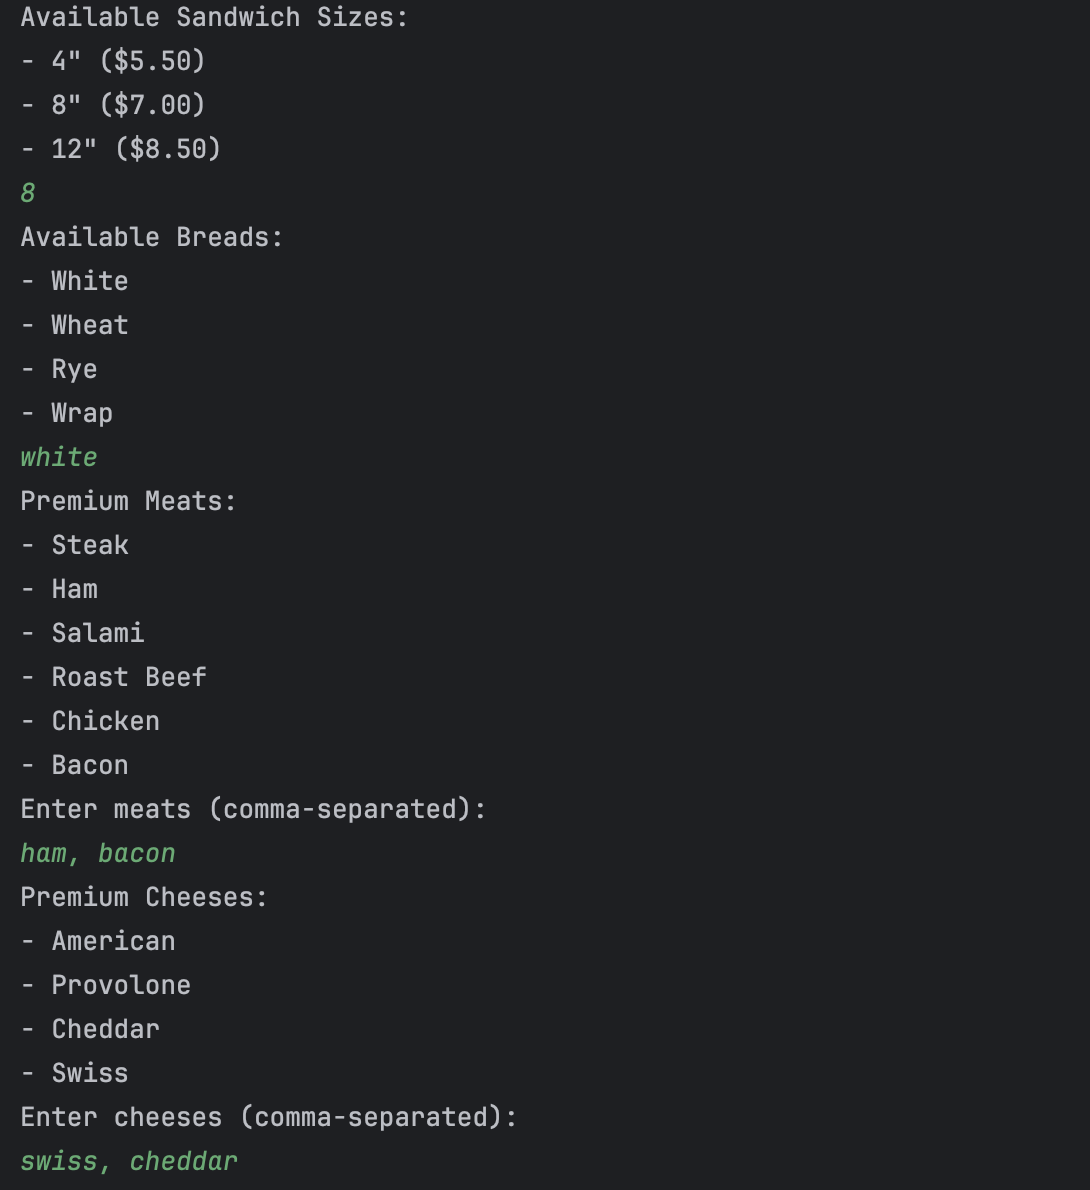 Available Sandwich Sizes:
- 4" ($5.50)
- 8" ($7.00)
- 12" ($8.50)
8
Available Breads:
- White
- Wheat
- Rye
- Wrap
white
Premium Meats:
- Steak
- Ham
- Salami
- Roast Beef
- Chicken
- Bacon
Enter meats (comma-separated):
ham, bacon
Premium Cheeses:
- American
- Provolone
- Cheddar
- Swiss
Enter cheeses (comma-separated):
swiss, cheddar